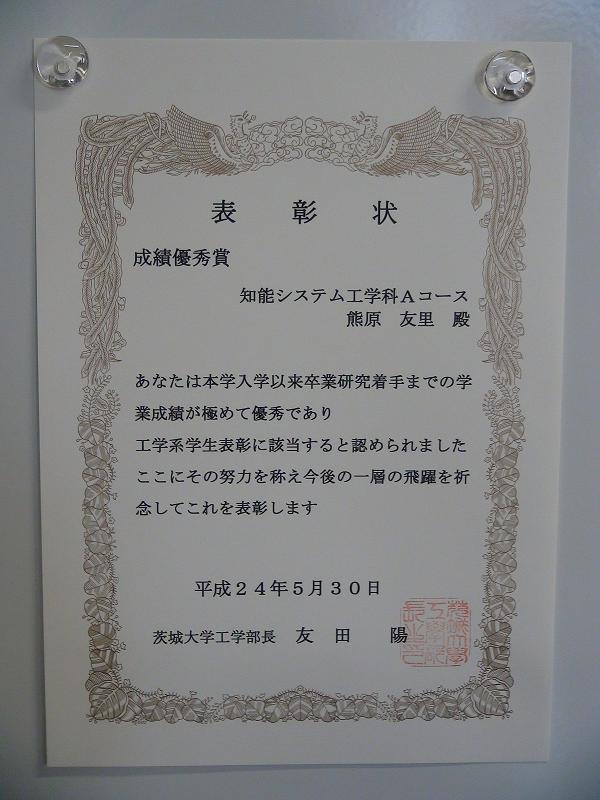 表彰状
成績優秀賞
知能システム工学科Aコース
熊原 友里 殿
あなたは本学入学以来卒業研究着手までの学
業成績が極めて優秀であり
工学系学生表彰に該当すると認められました
ここにその努力を称え今後の一層の飛躍を祈
念してこれを表彰します
平成24年5月30日
茨城大学工学部長 友田 陽